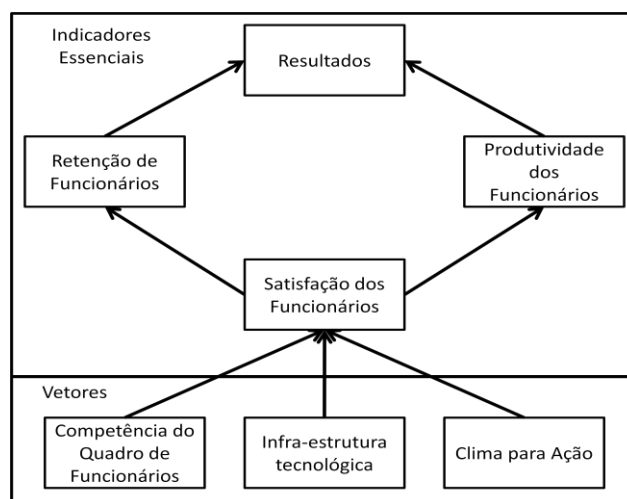 Indicadores
Essenciais
Resultados
Retenção de
Funcionários
Produtividade
dos
Funcionários
Satisfação dos
Funcionários
Vetores
Competência do
Quadro de
Funcionários
Infra-estrutura
tecnológica
Clima para Ação